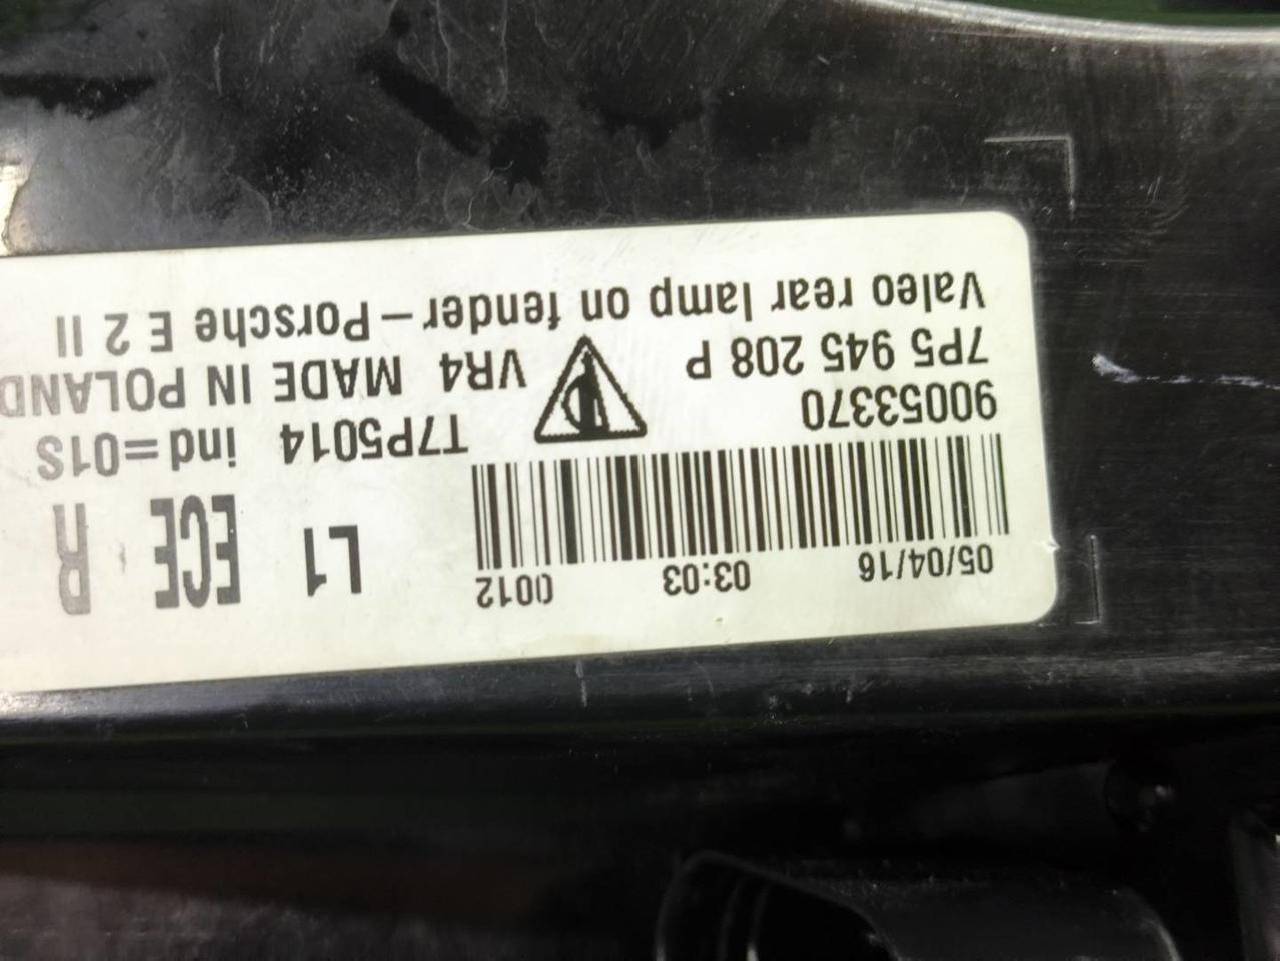 05/04/16 03:03 0012
L1 ECE R
90053370 T7P5014 ind=01S
7P5 945 208 P VR4 MADE IN POLAND
Valeo rear lamp on fender–Porsche E 2 II